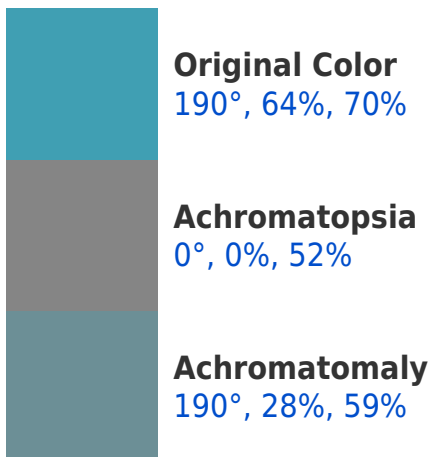 Original Color
190°, 64%, 70%
Achromatopsia
0°, 0%, 52%
Achromatomaly
190°, 28%, 59%